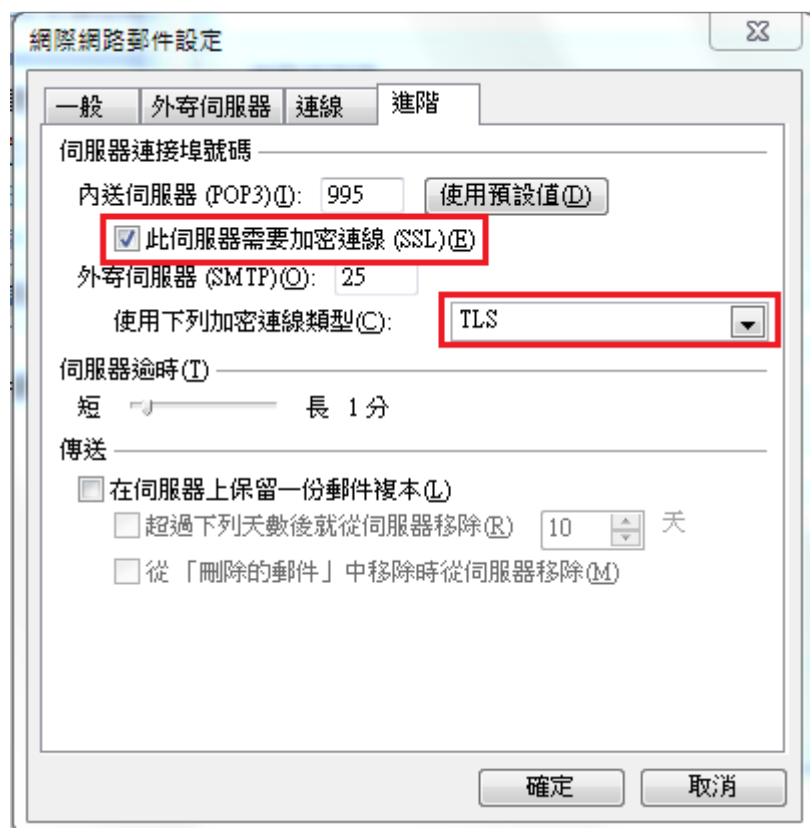 網際網路郵件設定
一般 外寄伺服器 連線 進階
伺服器連接埠號碼
內送伺服器 (POP3)(I): 995 使用預設值(D)
此伺服器需要加密連線 (SSL)(E)
外寄伺服器 (SMTP)(O): 25
使用下列加密連線類型(C): TLS
伺服器逾時(T)
短 長 1分
傳送
在伺服器上保留一份郵件複本(L)
超過下列天數後就從伺服器移除(R) 10 天
從「刪除的郵件」中移除時從伺服器移除(M)
確定 取消